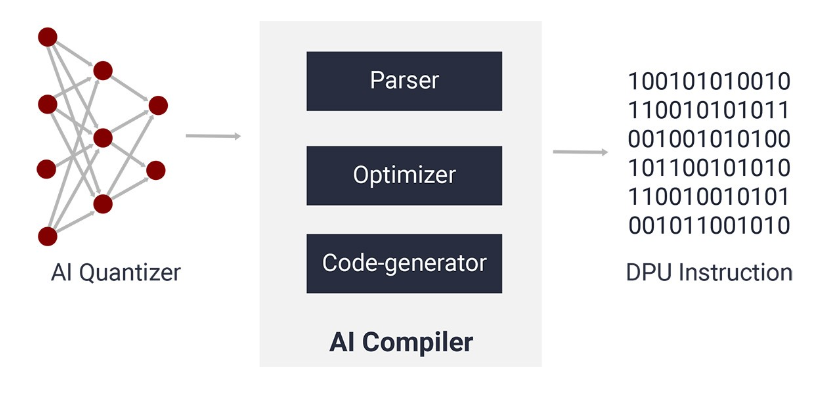 Parser
Optimizer
Code-generator
AI Compiler
AI Quantizer
100101010010
110010101011
001001010100
101100101010
110010010101
001011001010
DPU Instruction